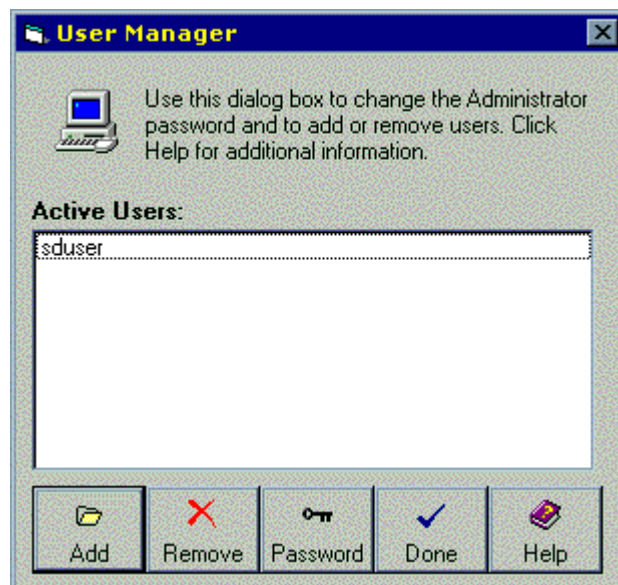 User Manager
Use this dialog box to change the Administrator
password and to add or remove users. Click
Help for additional information.
Active Users:
sduser
Add Remove Password Done Help